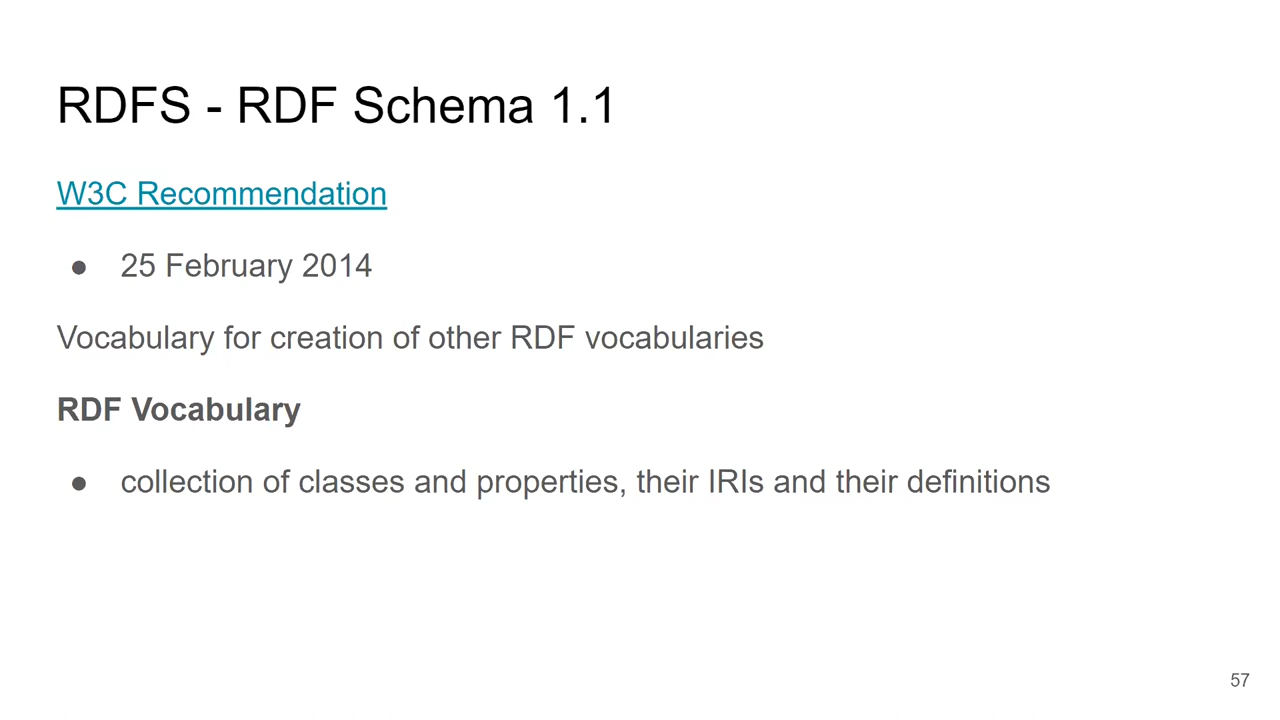 RDFS - RDF Schema 1.1
W3C Recommendation
● 25 February 2014
Vocabulary for creation of other RDF vocabularies
RDF Vocabulary
● collection of classes and properties, their IRIs and their definitions
57